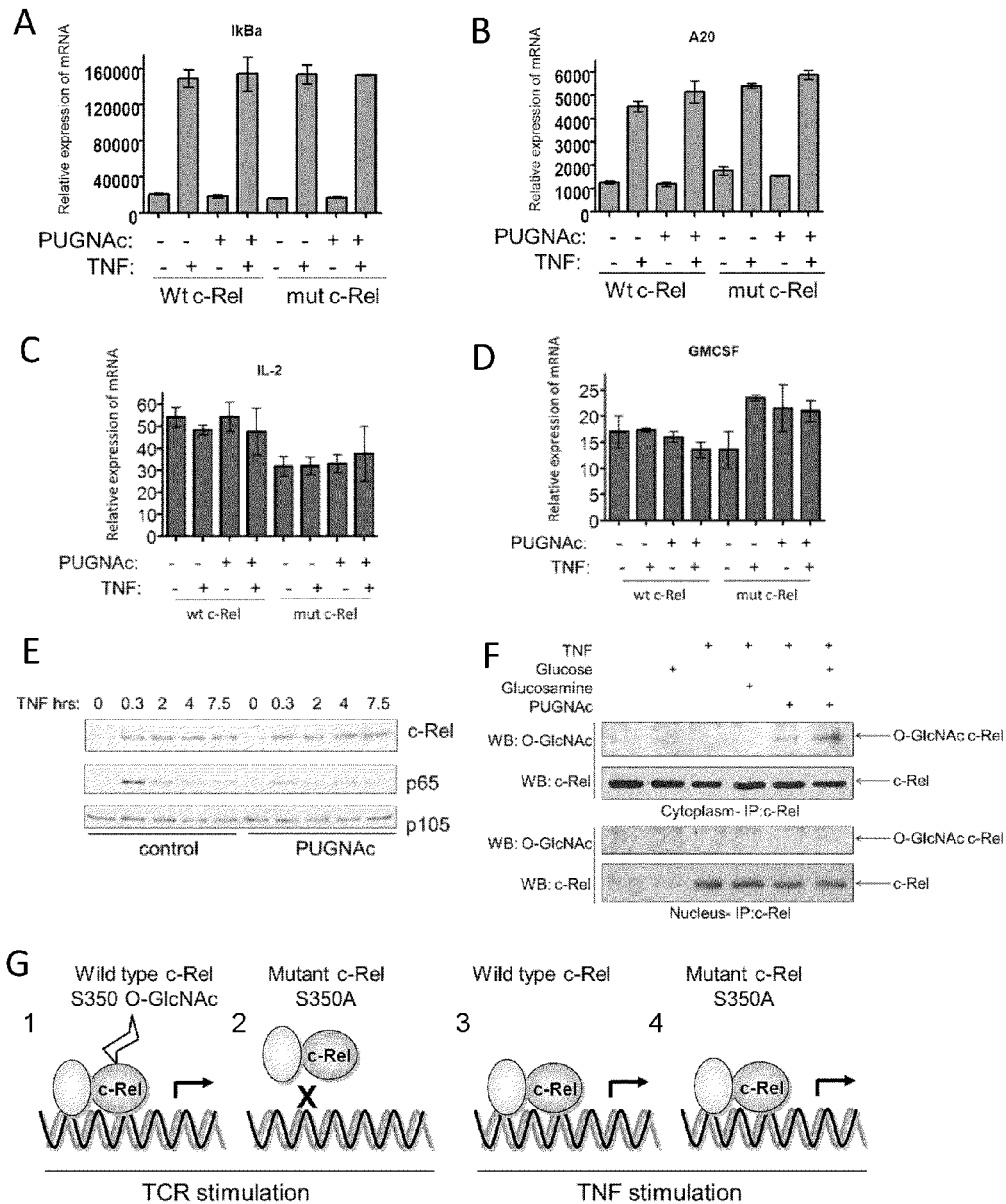 A
IkBa
Relative expression of mRNA
160000
120000
80000
40000
0
PUGNAc: - - + + - - + +
TNF: - + - + - + - +
Wt c-Rel mut c-Rel
B
A20
Relative expression of mRNA
6000
5000
4000
3000
2000
1000
0
PUGNAc: - - + + - - + +
TNF: - + - + - + - +
Wt c-Rel mut c-Rel
C
IL-2
Relative expression of mRNA
60
50
40
30
20
10
0
PUGNAc: - - + + - - + +
TNF: - + - + - + - +
wt c-Rel mut c-Rel
D
GMCSF
Relative expression of mRNA
25
20
15
10
5
0
PUGNAc: - - + + - - + +
TNF: - + - + - + - +
wt c-Rel mut c-Rel
E
TNF hrs: 0 0.3 2 4 7.5 0 0.3 2 4 7.5
c-Rel
p65
p105
control PUGNAc
F
TNF + + + +
Glucose + +
Glucosamine +
PUGNAc + +
WB: O-GlcNAc O-GlcNAc c-Rel
WB: c-Rel c-Rel
Cytoplasm- IP:c-Rel
WB: O-GlcNAc O-GlcNAc c-Rel
WB: c-Rel c-Rel
Nucleus- IP:c-Rel
G
Wild type c-Rel
S350 O-GlcNAc
1
c-Rel
Mutant c-Rel
S350A
2
c-Rel
X
TCR stimulation
Wild type c-Rel
3
c-Rel
Mutant c-Rel
S350A
4
c-Rel
TNF stimulation